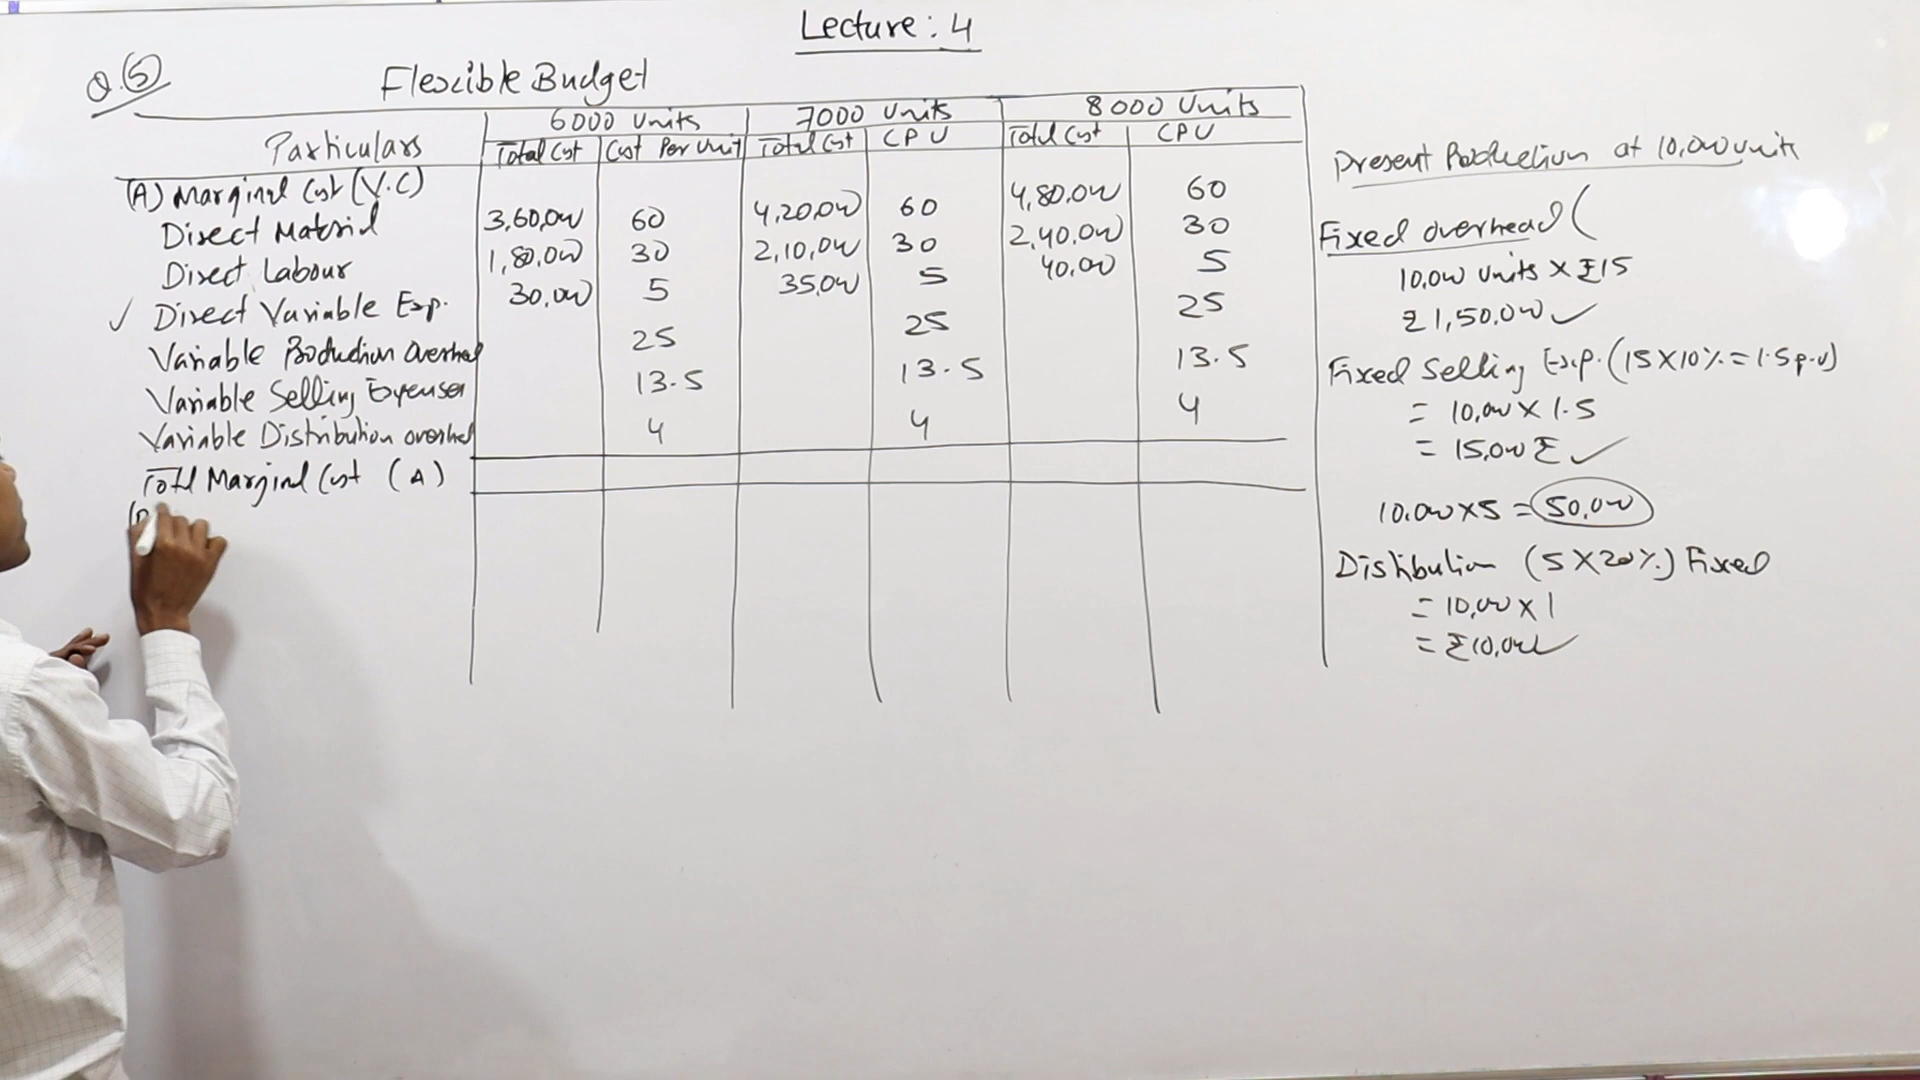 Lecture : 4
Q.(5)
Flexible Budget
Particulars
6000 Units
7000 Units
8000 Units
Total Cst
Cost Per Unit
Total Cst
CPU
Total Cst
CPU
(A) Marginal Cost (V.C)
Direct Material
3,60,000
60
4,20,000
60
4,80,000
60
Direct Labour
1,80,000
30
2,10,000
30
2,40,000
30
✓ Direct Variable Exp.
30,000
5
35,000
5
40,000
5
Variable Production Overhed
25
25
25
Variable Selling Expenses
13.5
13.5
13.5
Variable Distribution overhed
4
4
4
Total Marginal Cost (A)
Present Production at 10,000 units
Fixed overhead (
10,000 units × ₹15
₹1,50,000 ✓
Fixed Selling Exp. (15×10% = 1.5 p.u)
= 10,000 × 1.5
= 15,000 ₹ ✓
10,000×5 = 50,000
Distribution (5×20%) Fixed
= 10,000 × 1
= ₹10,000 ✓